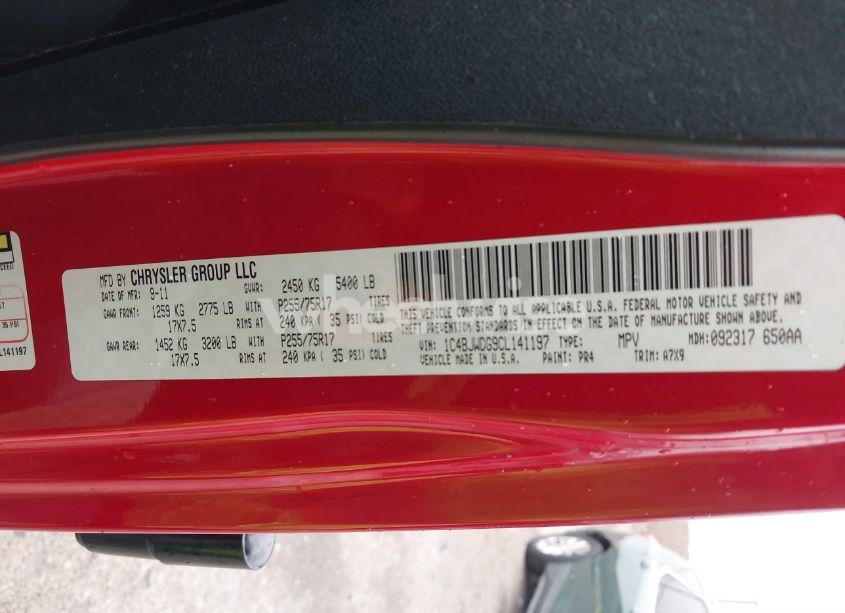 XCEED
35 PSI
L141197
MFD BY CHRYSLER GROUP LLC
DATE OF MFR: 9-11 GVWR: 2450 KG 5400 LB
GAWR FRONT: 1259 KG 2775 LB WITH P255/75R17 TIRES
17X7.5 RIMS AT 240 KPA ( 35 PSI) COLD
GAWR REAR: 1452 KG 3200 LB WITH P255/75R17 TIRES
17X7.5 RIMS AT 240 KPA ( 35 PSI) COLD
THIS VEHICLE CONFORMS TO ALL APPLICABLE U.S.A. FEDERAL MOTOR VEHICLE SAFETY AND
THEFT PREVENTION STANDARDS IN EFFECT ON THE DATE OF MANUFACTURE SHOWN ABOVE.
VIN: 1C4BJWDG9CL141197 TYPE: MPV MDH: 092317 650AA
VEHICLE MADE IN U.S.A. PAINT: PR4 TRIM: A7X9